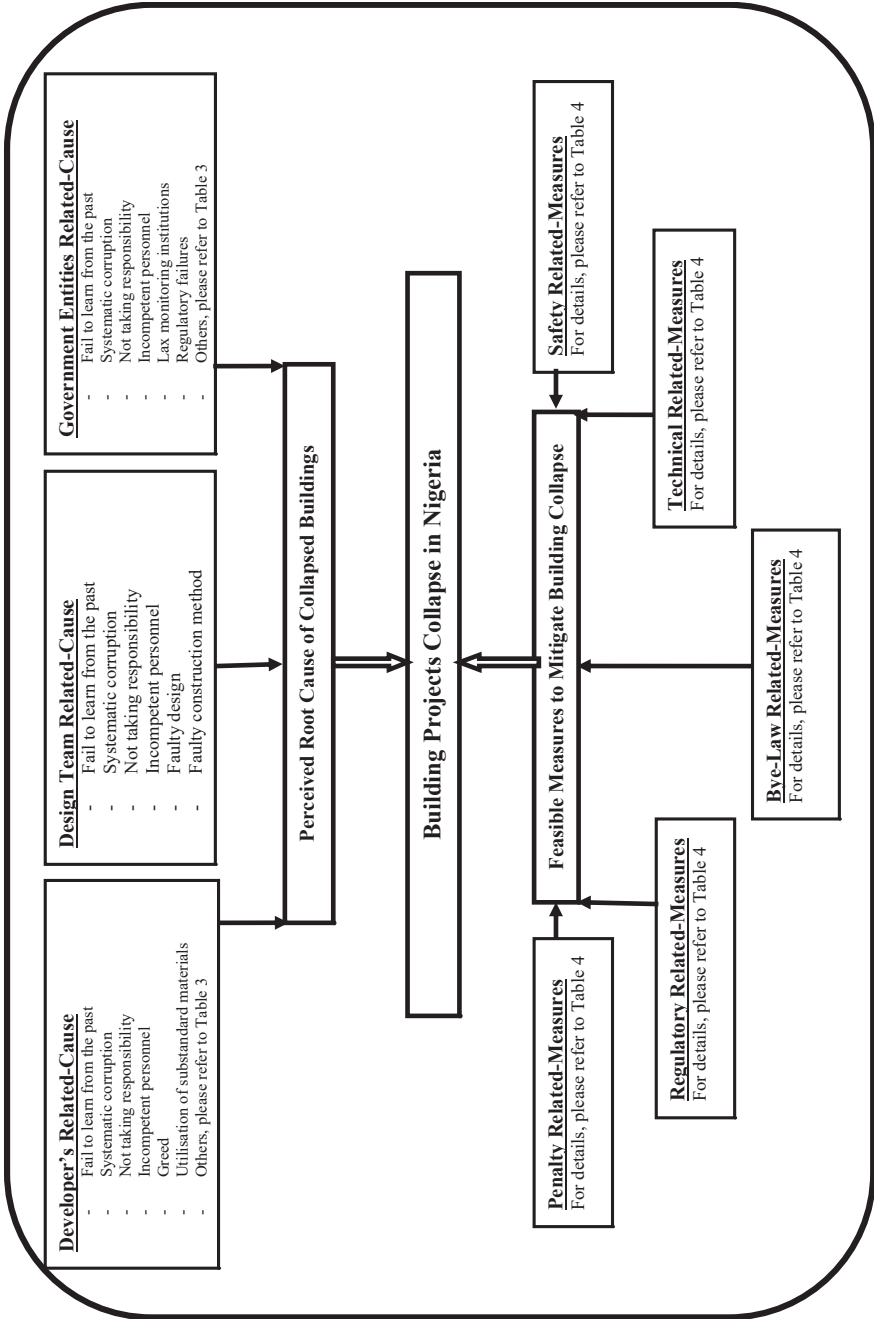 Developer's Related-Cause
- Fail to learn from the past
- Systematic corruption
- Not taking responsibility
- Incompetent personnel
- Greed
- Utilisation of substandard materials
- Others, please refer to Table 3
Design Team Related-Cause
- Fail to learn from the past
- Systematic corruption
- Not taking responsibility
- Incompetent personnel
- Faulty design
- Faulty construction method
Government Entities Related-Cause
- Fail to learn from the past
- Systematic corruption
- Not taking responsibility
- Incompetent personnel
- Lax monitoring institutions
- Regulatory failures
- Others, please refer to Table 3
Perceived Root Cause of Collapsed Buildings
Building Projects Collapse in Nigeria
Feasible Measures to Mitigate Building Collapse
Penalty Related-Measures
For details, please refer to Table 4
Safety Related-Measures
For details, please refer to Table 4
Regulatory Related-Measures
For details, please refer to Table 4
Technical Related-Measures
For details, please refer to Table 4
Bye-Law Related-Measures
For details, please refer to Table 4